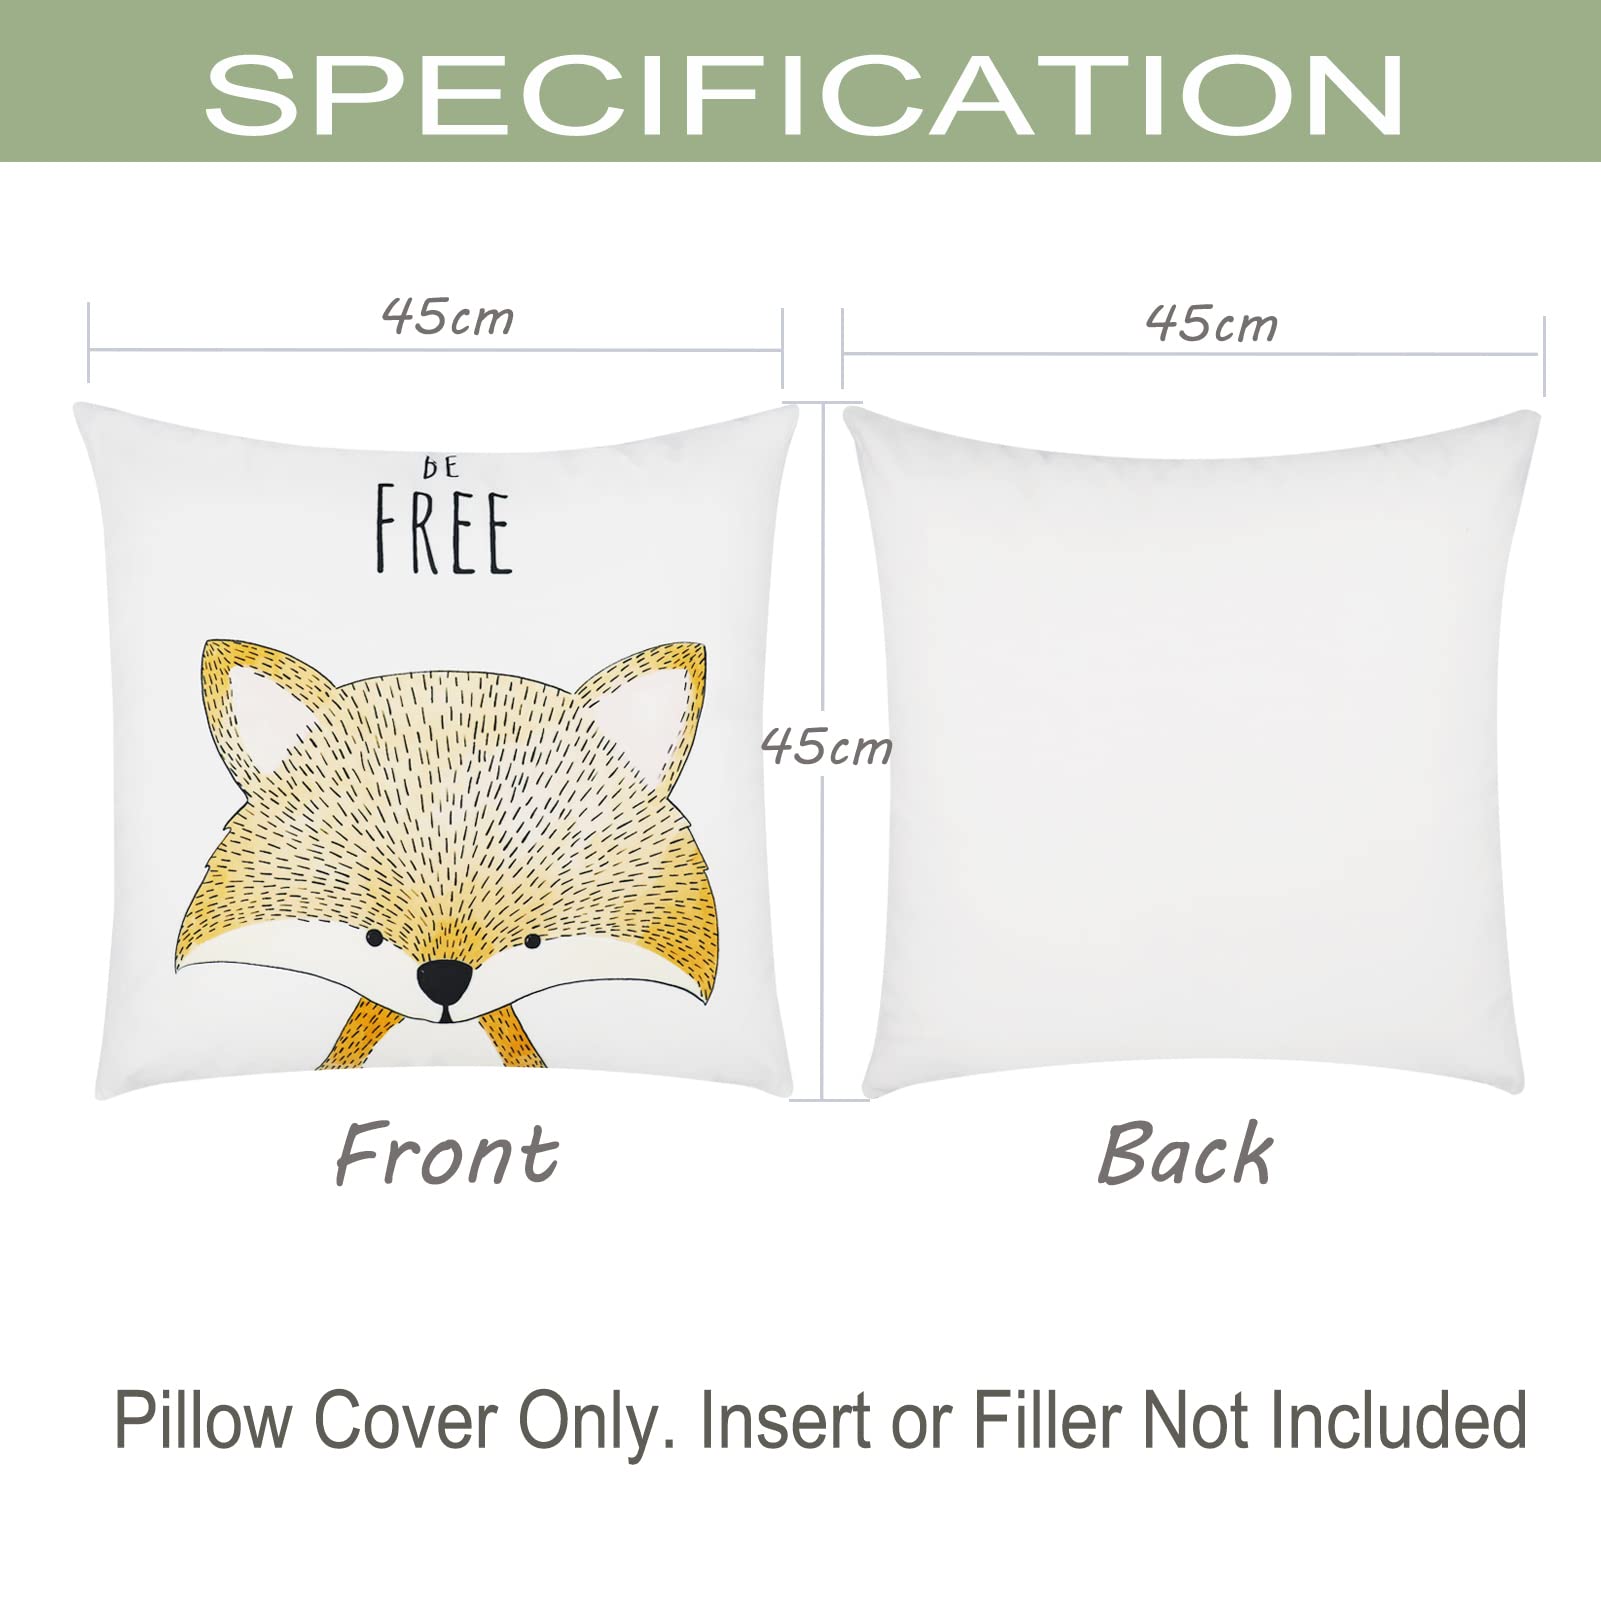 SPECIFICATION
45cm
45cm
BE
FREE
45cm
Front
Back
Pillow Cover Only. Insert or Filler Not Included